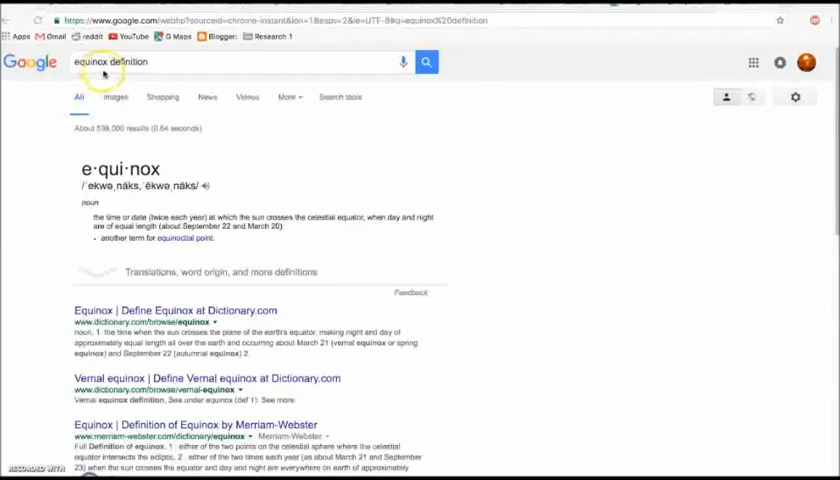 https://www.google.com/webhp?sourceid=chrome-instant&ion=1&espv=2&ie=UTF-8#q=equinox%20definition
Apps Gmail reddit YouTube G Maps Blogger: Research 1
Google equinox definition
All Images Shopping News Videos More Search tools
About 538,000 results (0.64 seconds)
e·qui·nox
/ˈekwəˌnäks,ˈēkwəˌnäks/
noun
the time or date (twice each year) at which the sun crosses the celestial equator, when day and night
are of equal length (about September 22 and March 20).
• another term for equinoctial point.
Translations, word origin, and more definitions
Feedback
Equinox | Define Equinox at Dictionary.com
www.dictionary.com/browse/equinox
noun. 1. the time when the sun crosses the plane of the earth's equator, making night and day of
approximately equal length all over the earth and occurring about March 21 (vernal equinox or spring
equinox) and September 22 (autumnal equinox) 2.
Vernal equinox | Define Vernal equinox at Dictionary.com
www.dictionary.com/browse/vernal-equinox
Vernal equinox definition, See under equinox (def 1). See more.
Equinox | Definition of Equinox by Merriam-Webster
www.merriam-webster.com/dictionary/equinox Merriam-Webster
Full Definition of equinox. 1 : either of the two points on the celestial sphere where the celestial
equator intersects the ecliptic. 2 : either of the two times each year (as about March 21 and September
23) when the sun crosses the equator and day and night are everywhere on earth of approximately
RECORDED WITH